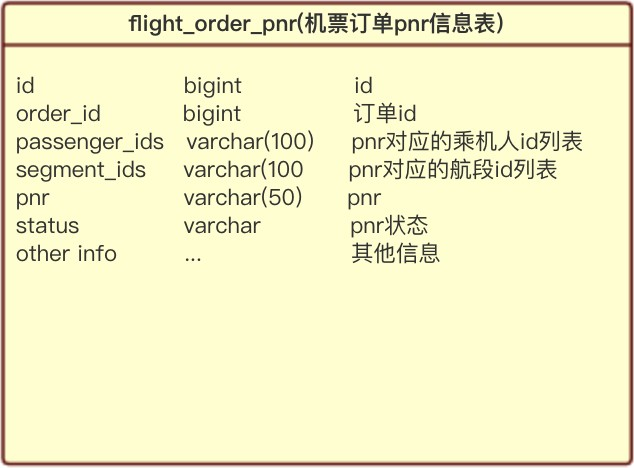 flight_order_pnr(机票订单pnr信息表)
id bigint id
order_id bigint 订单id
passenger_ids varchar(100) pnr对应的乘机人id列表
segment_ids varchar(100 pnr对应的航段id列表
pnr varchar(50) pnr
status varchar pnr状态
other info ... 其他信息